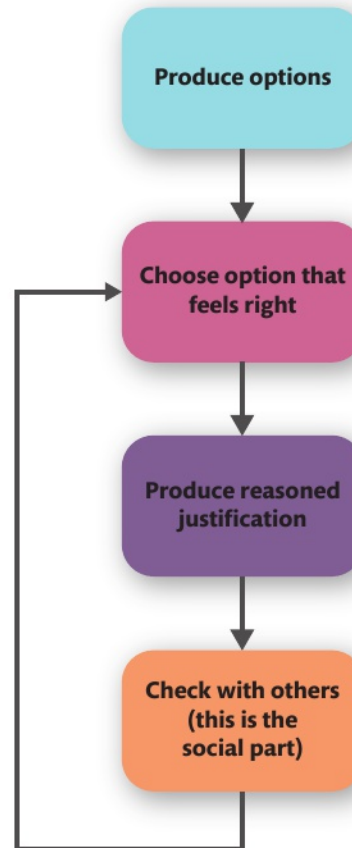 Produce options
Choose option that
feels right
Produce reasoned
justification
Check with others
(this is the
social part)